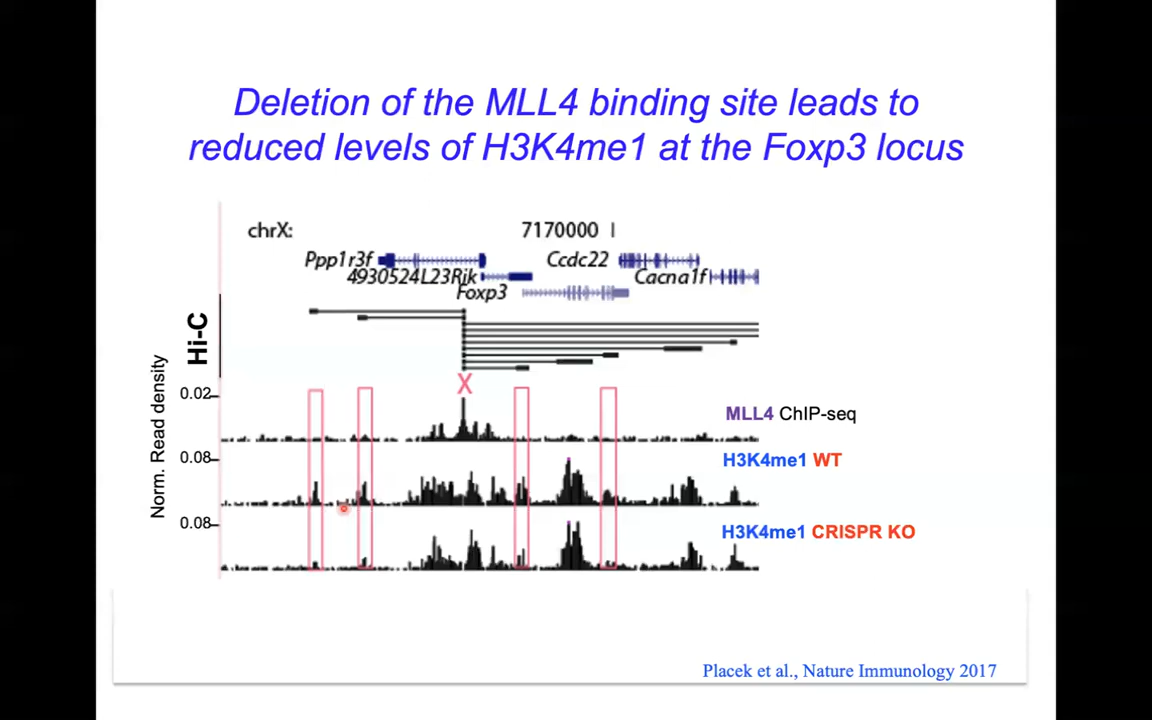 Deletion of the MLL4 binding site leads to
reduced levels of H3K4me1 at the Foxp3 locus
chrX: 7170000
Ppp1r3f Ccdc22
4930524L23Rik Cacna1f
Foxp3
Hi-C
X
Norm. Read density
0.02
MLL4 ChIP-seq
0.08
H3K4me1 WT
0.08
H3K4me1 CRISPR KO
Placek et al., Nature Immunology 2017